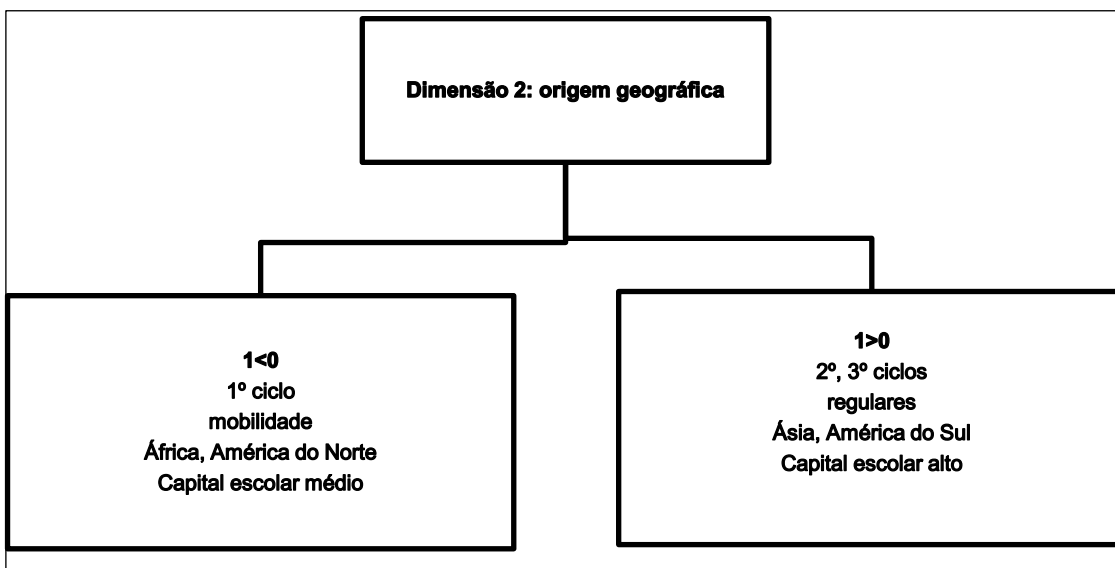 Dimensão 2: origem geográfica
1<0
1º ciclo
mobilidade
África, América do Norte
Capital escolar médio
1>0
2º, 3º ciclos
regulares
Ásia, América do Sul
Capital escolar alto